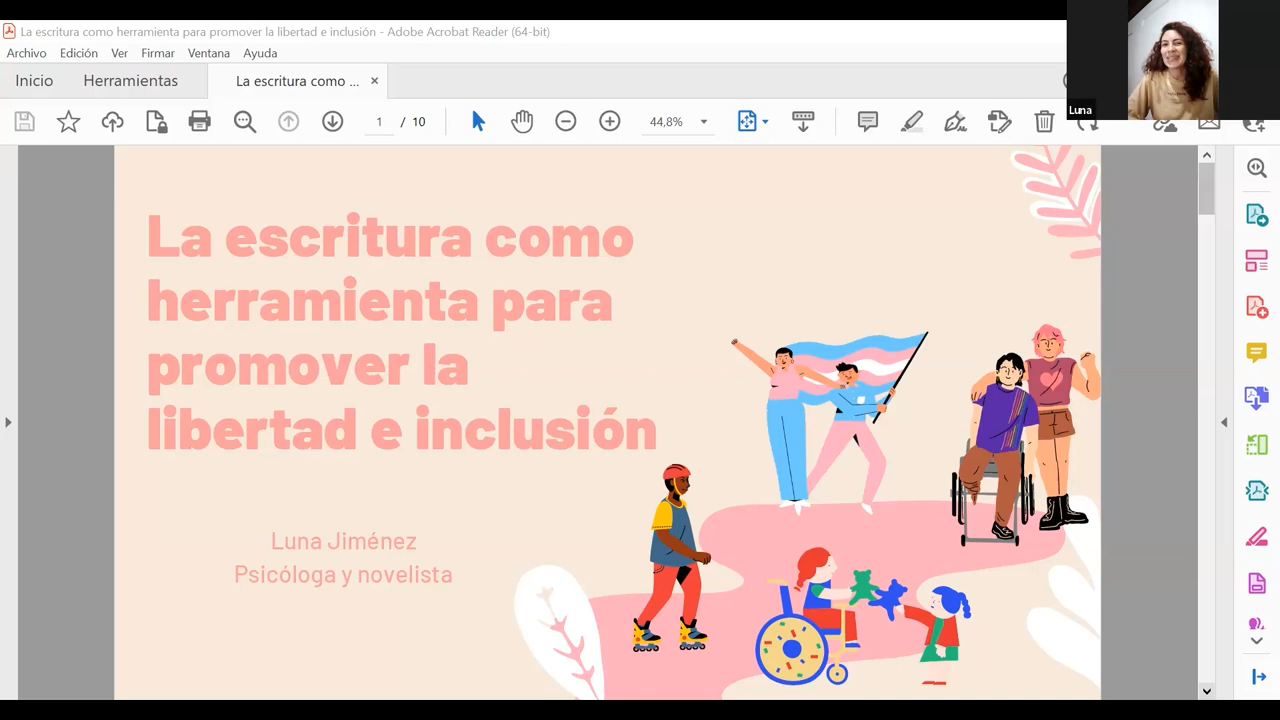 La escritura como herramienta para promover la libertad e inclusión - Adobe Acrobat Reader (64-bit)
Archivo Edición Ver Firmar Ventana Ayuda
Inicio Herramientas La escritura como ... ×
1 / 10 44,8%
Luna
La escritura como
herramienta para
promover la
libertad e inclusión
Luna Jiménez
Psicóloga y novelista